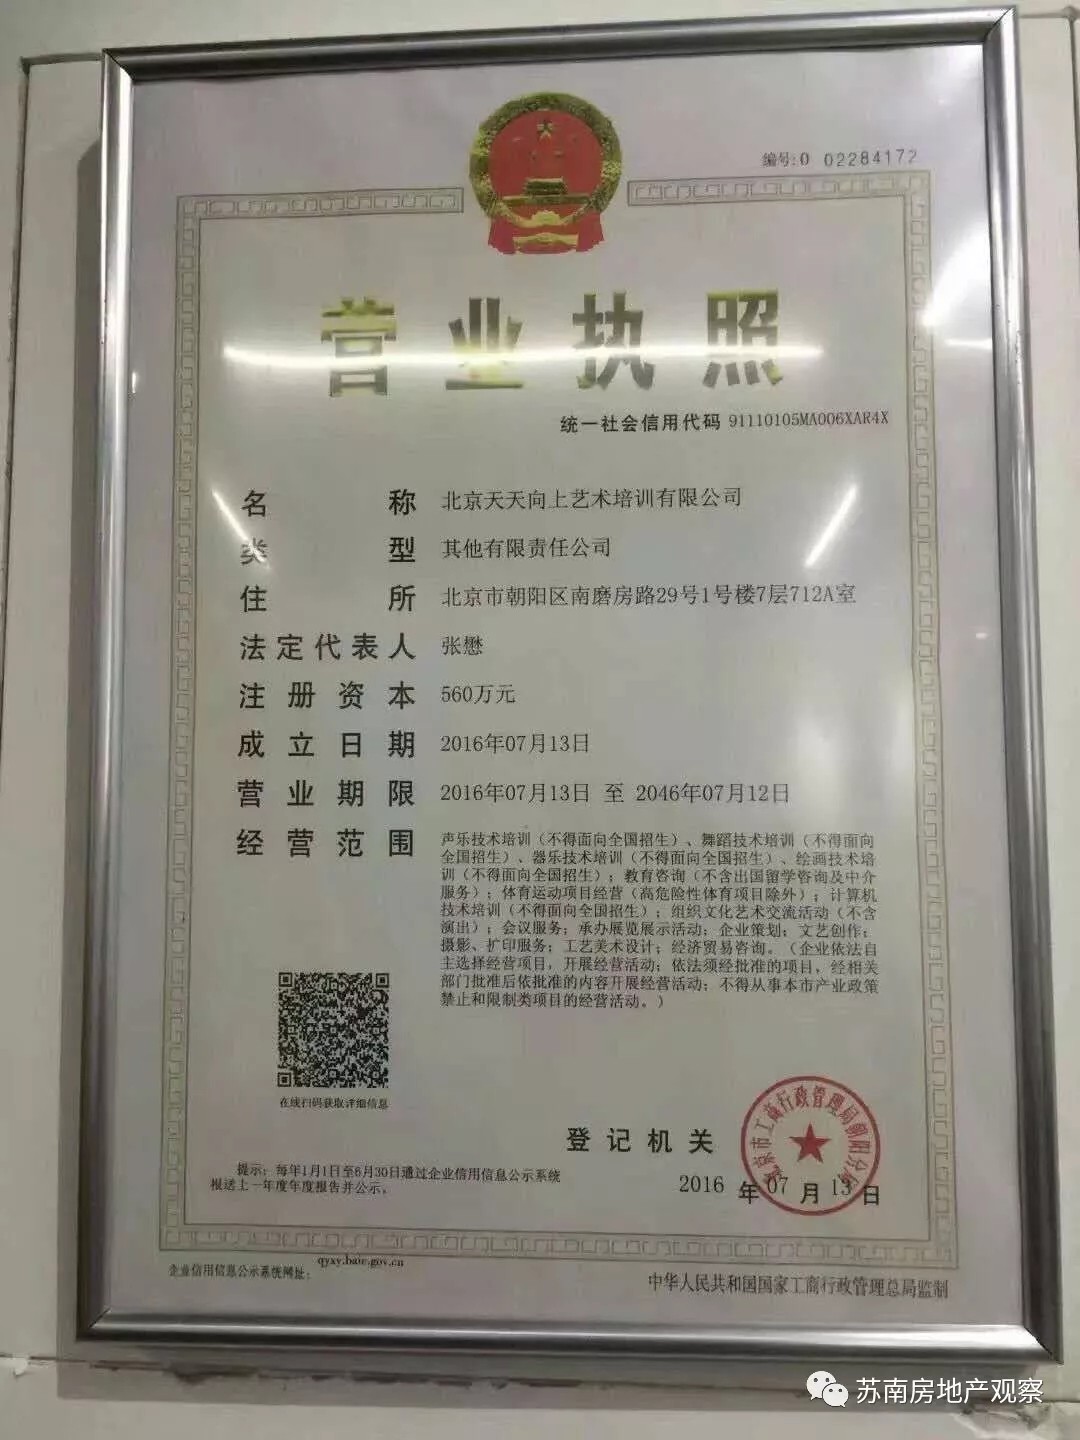 编号:0 02284172
营业执照
统一社会信用代码 91110105MA006XAR4X
名称 北京天天向上艺术培训有限公司
类型 其他有限责任公司
住所 北京市朝阳区南磨房路29号1号楼7层712A室
法定代表人 张懋
注册资本 560万元
成立日期 2016年07月13日
营业期限 2016年07月13日 至 2046年07月12日
经营范围 声乐技术培训（不得面向全国招生）、舞蹈技术培训（不得面向
全国招生）、器乐技术培训（不得面向全国招生）、绘画技术培
训（不得面向全国招生）；教育咨询（不含出国留学咨询及中介
服务）；体育运动项目经营（高危险性体育项目除外）；计算机
技术培训（不得面向全国招生）；组织文化艺术交流活动（不含
演出）；会议服务；承办展览展示活动；企业策划；文艺创作；
摄影、扩印服务；工艺美术设计；经济贸易咨询。（企业依法自
主选择经营项目，开展经营活动；依法须经批准的项目，经相关
部门批准后依批准的内容开展经营活动；不得从事本市产业政策
禁止和限制类项目的经营活动。）
在线扫码获取详细信息
登记机关
北京市工商行政管理局朝阳分局
2016 年 07 月 13 日
提示：每年1月1日至6月30日通过企业信用信息公示系统
报送上一年度年度报告并公示。
企业信用信息公示系统网址： qyxy.baic.gov.cn
中华人民共和国国家工商行政管理总局监制
苏南房地产观察